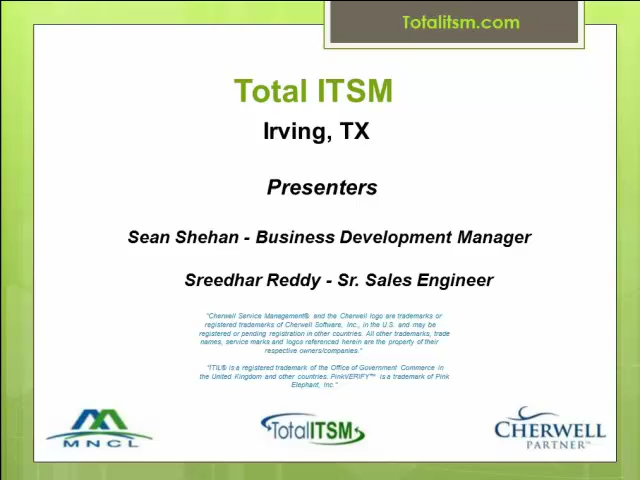 Totalitsm.com
Total ITSM
Irving, TX
Presenters
Sean Shehan - Business Development Manager
Sreedhar Reddy - Sr. Sales Engineer
"Cherwell Service Management® and the Cherwell logo are trademarks or
registered trademarks of Cherwell Software, Inc., in the U.S. and may be
registered or pending registration in other countries. All other trademarks, trade
names, service marks and logos referenced herein are the property of their
respective owners/companies."
"ITIL® is a registered trademark of the Office of Government Commerce in
the United Kingdom and other countries. PinkVERIFY™ is a trademark of Pink
Elephant, Inc."
MNCL
TotalITSM
CHERWELL
PARTNER™